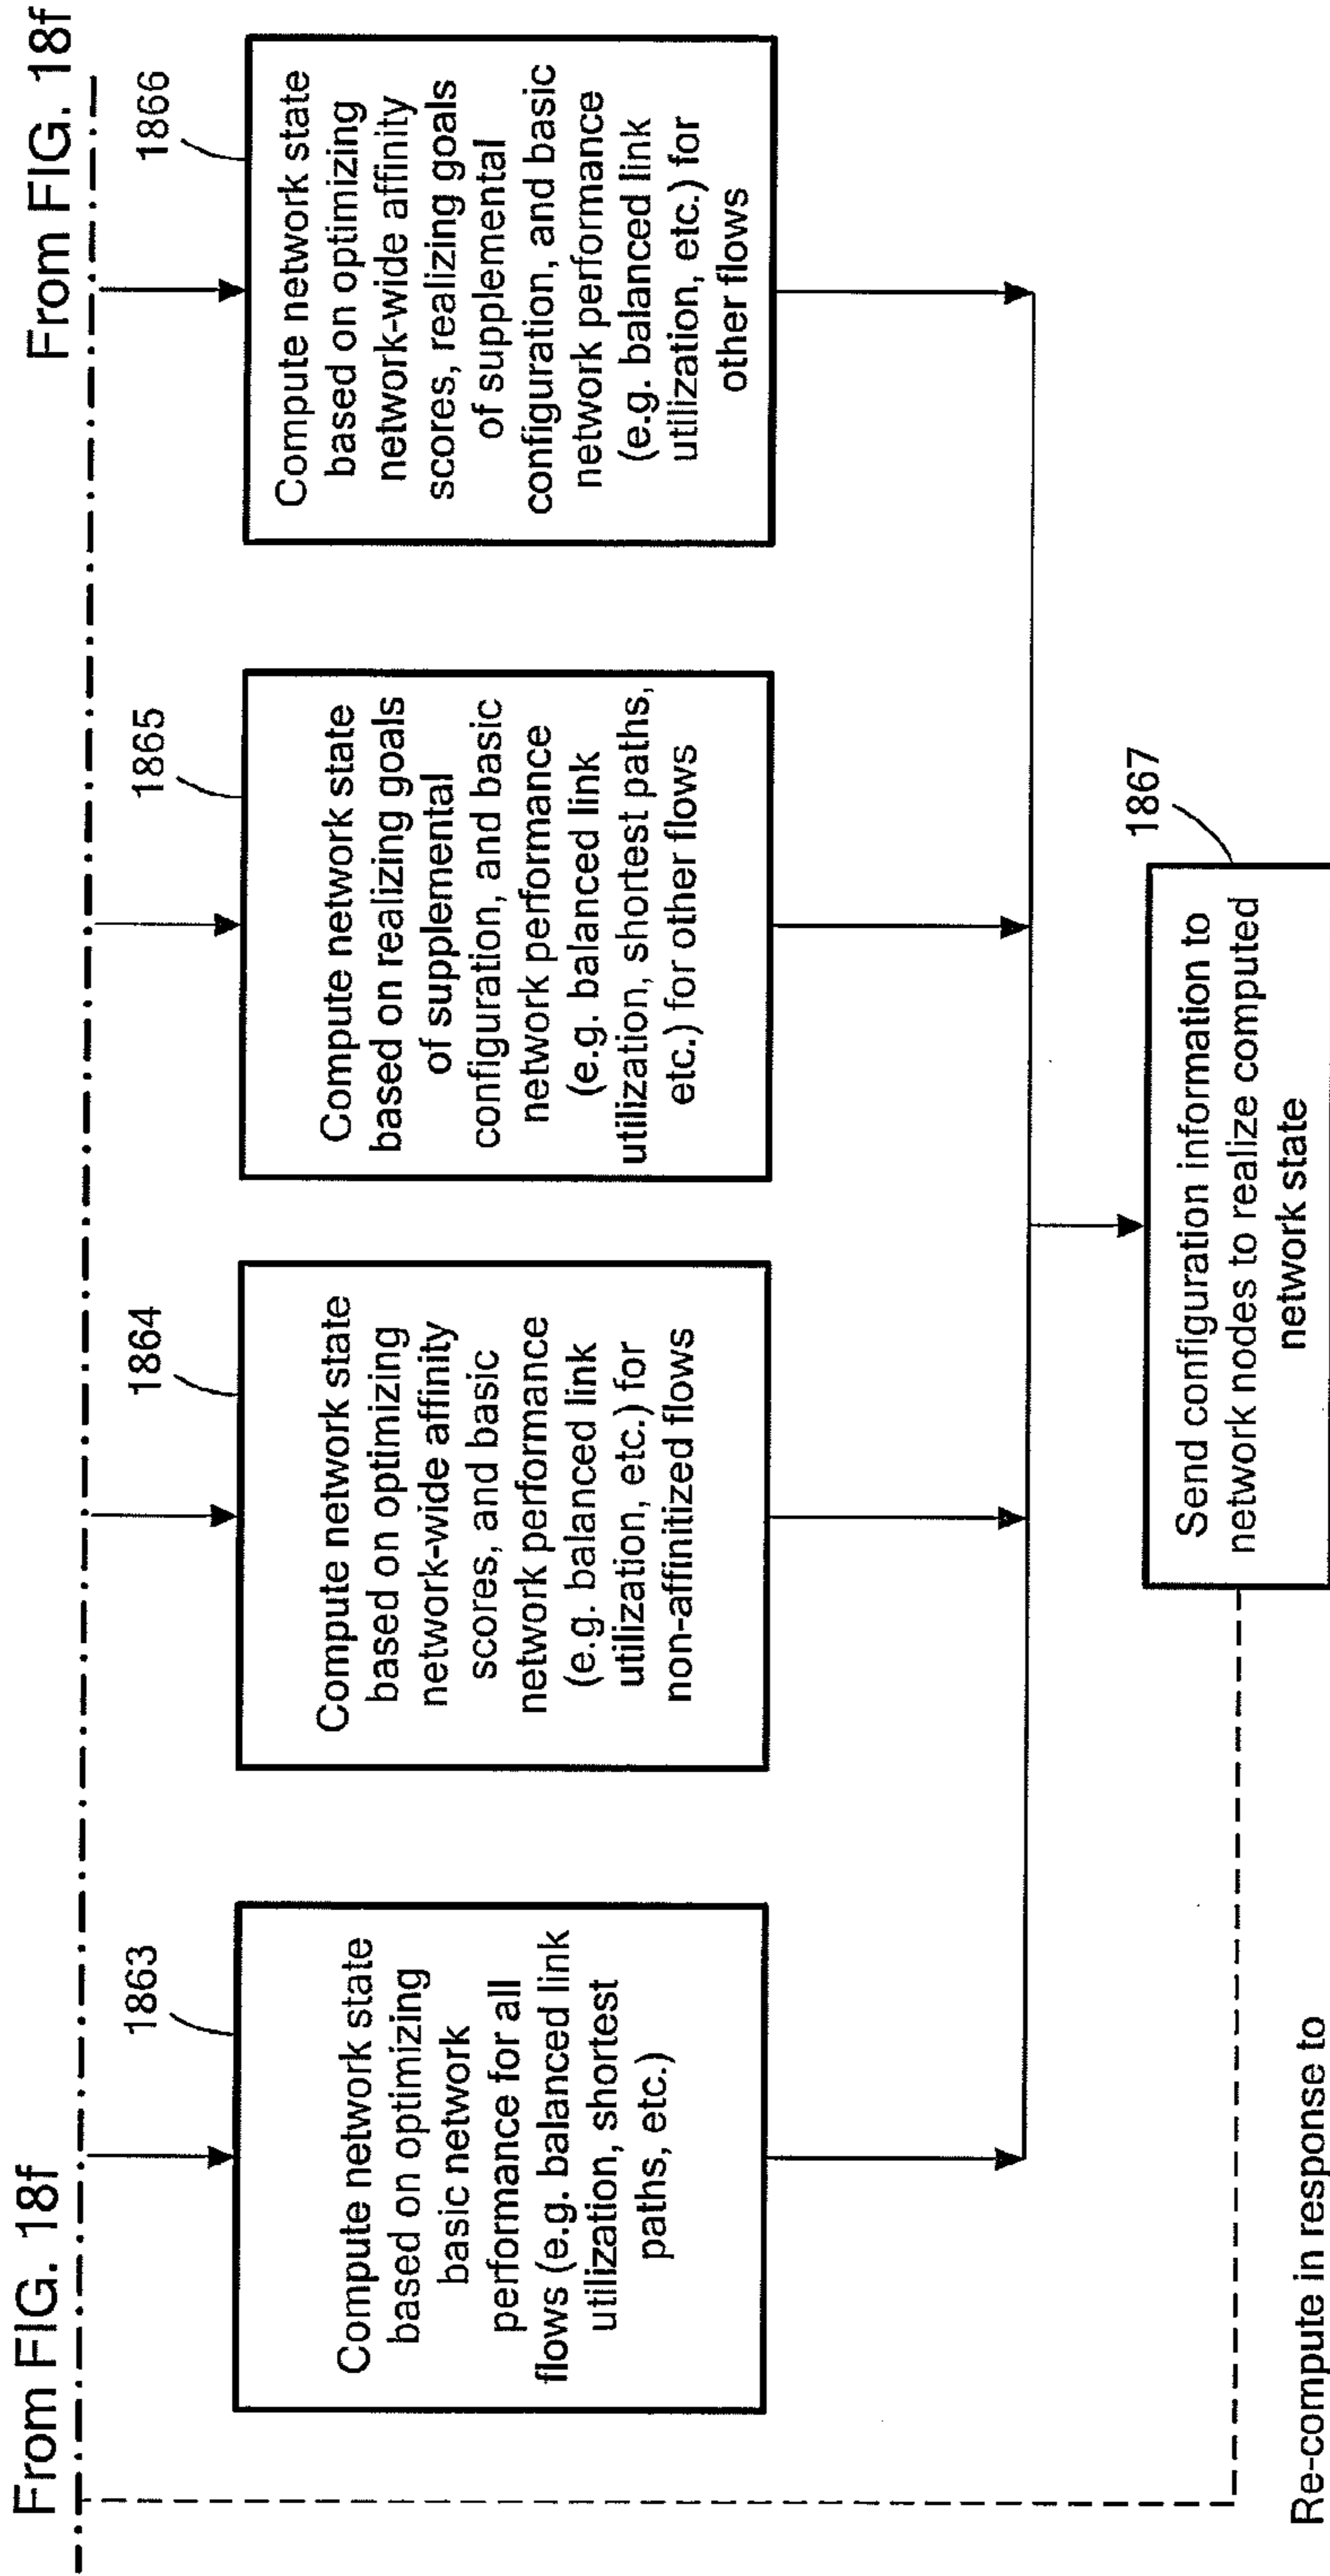 From FIG. 18f
From FIG. 18f
1863
Compute network state
based on optimizing
basic network
performance for all
flows (e.g. balanced link
utilization, shortest
paths, etc.)
1864
Compute network state
based on optimizing
network-wide affinity
scores, and basic
network performance
(e.g. balanced link
utilization, etc.) for
non-affinitized flows
1865
Compute network state
based on realizing goals
of supplemental
configuration, and basic
network performance
(e.g. balanced link
utilization, shortest paths,
etc.) for other flows
1866
Compute network state
based on optimizing
network-wide affinity
scores, realizing goals
of supplemental
configuration, and basic
network performance
(e.g. balanced link
utilization, etc.) for
other flows
1867
Send configuration information to
network nodes to realize computed
network state
Re-compute in response to